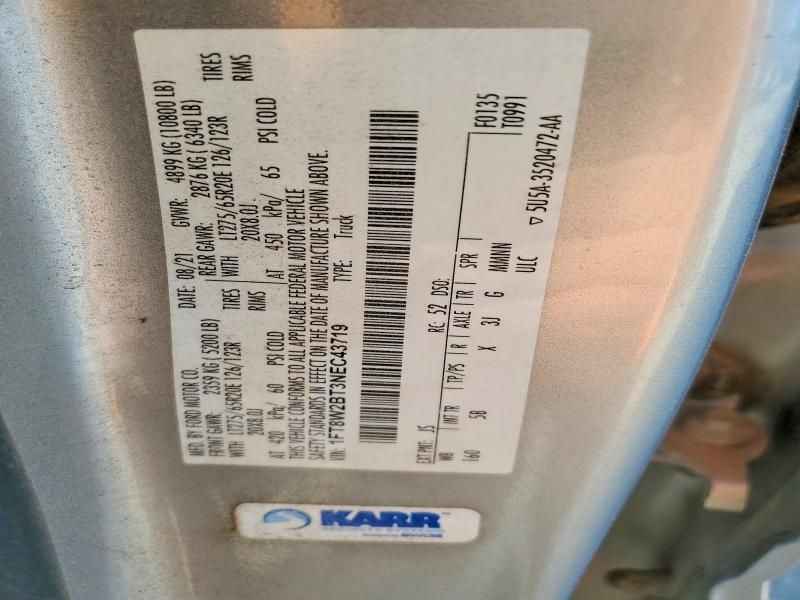 MFD. BY FORD MOTOR CO.
DATE: 08/21 GVWR: 4899 KG (10800 LB)
FRONT GAWR: 2359 KG ( 5200 LB) REAR GAWR: 2876 KG ( 6340 LB)
WITH LT275/65R20E 126/123R TIRES WITH LT275/65R20E 126/123R TIRES
20X8.0J RIMS 20X8.0J RIMS
AT 420 kPa/ 60 PSI COLD AT 450 kPa/ 65 PSI COLD
THIS VEHICLE CONFORMS TO ALL APPLICABLE FEDERAL MOTOR VEHICLE
SAFETY STANDARDS IN EFFECT ON THE DATE OF MANUFACTURE SHOWN ABOVE.
VIN: 1FT8W2BT3NEC43719 TYPE: Truck
F0135
T0991
EXT PNT: JS RC: 52 DSO:
WB INT TR TP/PS R AXLE TR SPR
160 5B X 3J G MMMNN
ULC
▽ 5U5A-3520472-AA
KARR